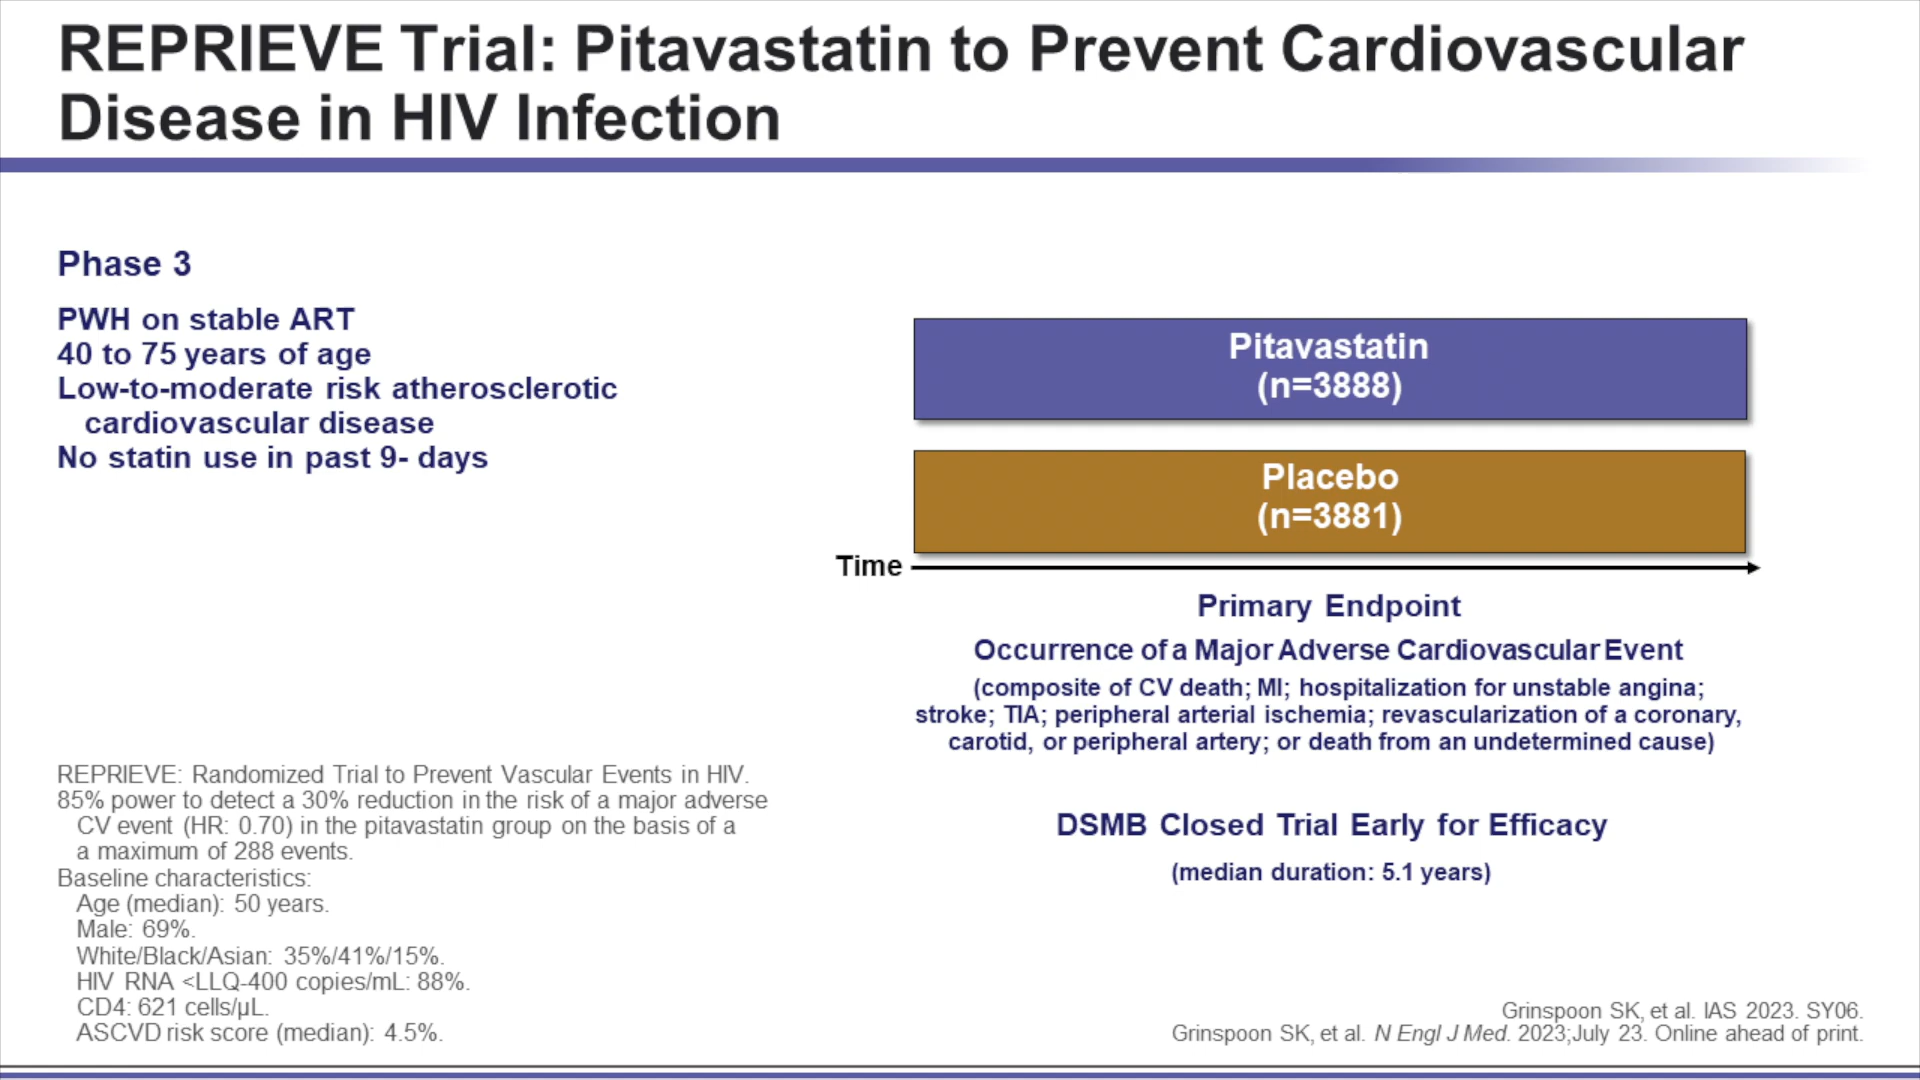 REPRIEVE Trial: Pitavastatin to Prevent Cardiovascular
Disease in HIV Infection
Phase 3
PWH on stable ART
40 to 75 years of age
Low-to-moderate risk atherosclerotic
cardiovascular disease
No statin use in past 9- days
Pitavastatin
(n=3888)
Placebo
(n=3881)
Time
Primary Endpoint
Occurrence of a Major Adverse Cardiovascular Event
(composite of CV death; MI; hospitalization for unstable angina;
stroke; TIA; peripheral arterial ischemia; revascularization of a coronary,
carotid, or peripheral artery; or death from an undetermined cause)
DSMB Closed Trial Early for Efficacy
(median duration: 5.1 years)
REPRIEVE: Randomized Trial to Prevent Vascular Events in HIV.
85% power to detect a 30% reduction in the risk of a major adverse
CV event (HR: 0.70) in the pitavastatin group on the basis of a
a maximum of 288 events.
Baseline characteristics:
Age (median): 50 years.
Male: 69%.
White/Black/Asian: 35%/41%/15%.
HIV RNA <LLQ-400 copies/mL: 88%.
CD4: 621 cells/µL.
ASCVD risk score (median): 4.5%.
Grinspoon SK, et al. IAS 2023. SY06.
Grinspoon SK, et al. N Engl J Med. 2023;July 23. Online ahead of print.